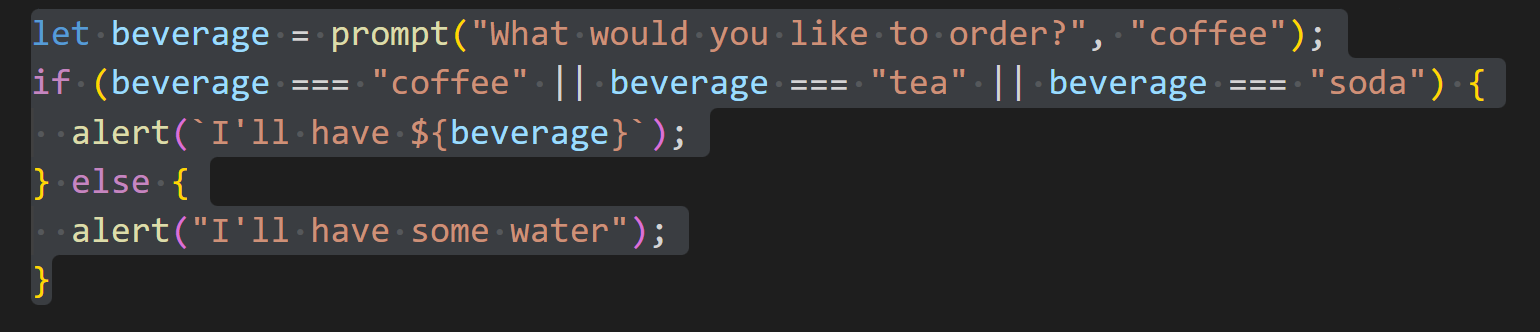 let beverage = prompt("What would you like to order?", "coffee");
if (beverage === "coffee" || beverage === "tea" || beverage === "soda") {
  alert(`I'll have ${beverage}`);
} else {
  alert("I'll have some water");
}